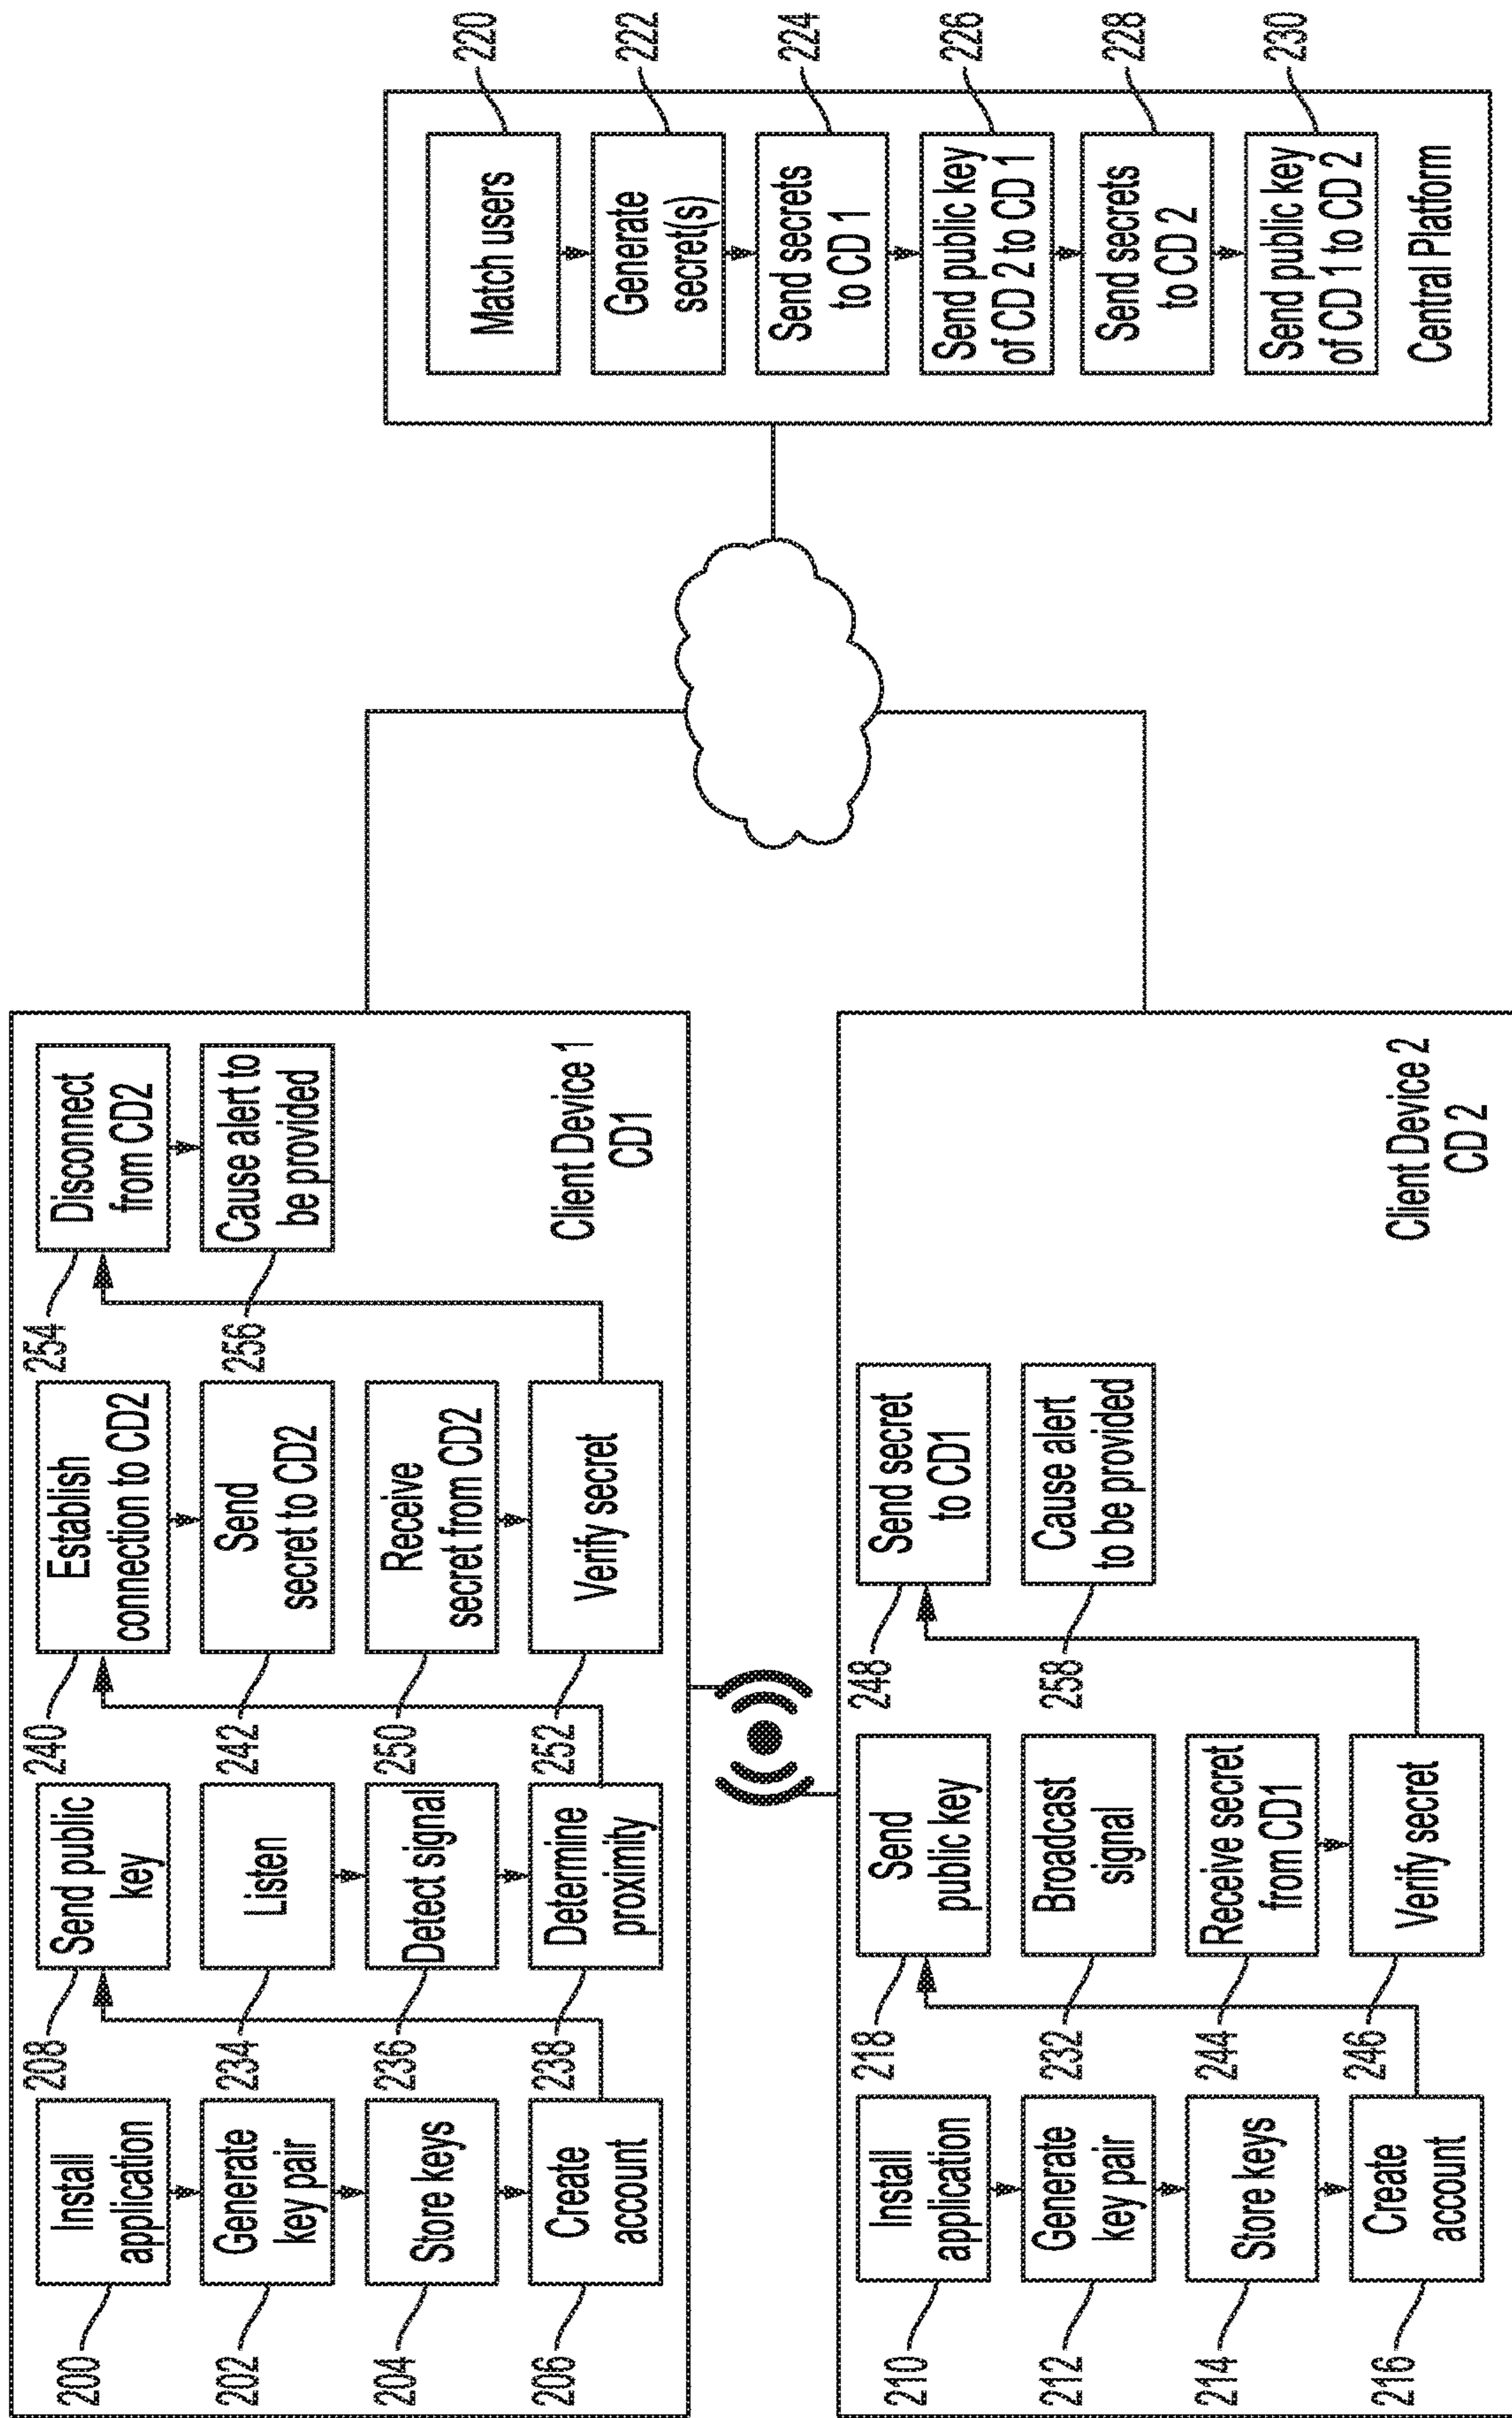 200
Install
application
202
Generate
key pair
204
Store keys
206
Create
account
208
Send public
key
234
Listen
236
Detect signal
238
Determine
proximity
240
Establish
connection to CD2
242
Send
secret to CD2
250
Receive
secret from CD2
252
Verify secret
254
Disconnect
from CD2
256
Cause alert to
be provided
Client Device 1
CD1
210
Install
application
212
Generate
key pair
214
Store keys
216
Create
account
218
Send
public key
232
Broadcast
signal
244
Receive secret
from CD1
246
Verify secret
248
Send secret
to CD1
258
Cause alert
to be provided
Client Device 2
CD 2
Match users
220
Generate
secret(s)
222
Send secrets
to CD 1
224
Send public key
of CD 2 to CD 1
226
Send secrets
to CD 2
228
Send public key
of CD 1 to CD 2
230
Central Platform